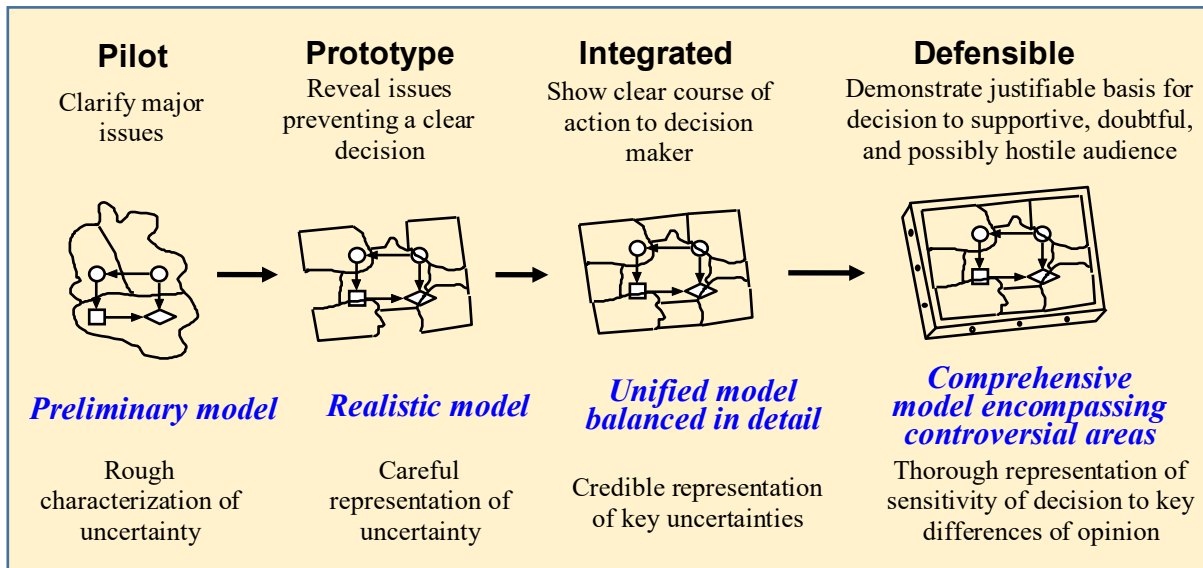 Pilot
Clarify major
issues
Preliminary model
Rough
characterization of
uncertainty
Prototype
Reveal issues
preventing a clear
decision
Realistic model
Careful
representation of
uncertainty
Integrated
Show clear course of
action to decision
maker
Unified model
balanced in detail
Credible representation
of key uncertainties
Defensible
Demonstrate justifiable basis for
decision to supportive, doubtful,
and possibly hostile audience
Comprehensive
model encompassing
controversial areas
Thorough representation of
sensitivity of decision to key
differences of opinion